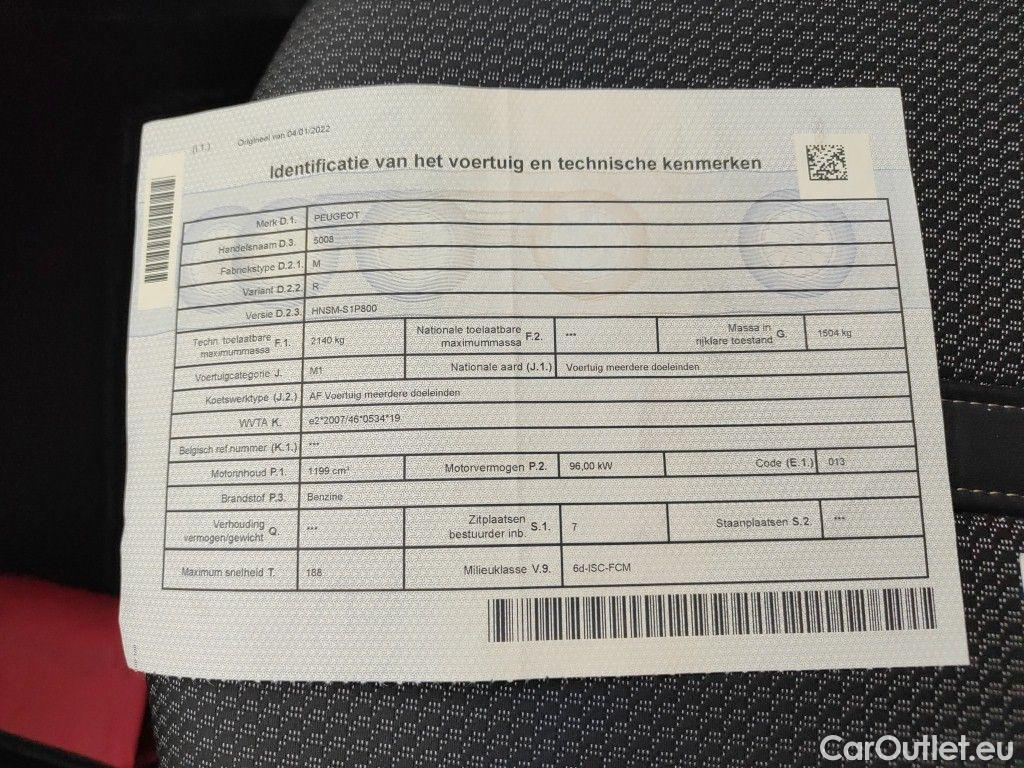 (I.T.) Origineel van 04/01/2022
Identificatie van het voertuig en technische kenmerken
Merk D.1. PEUGEOT
Handelsnaam D.3. 5008
Fabriekstype D.2.1. M
Variant D.2.2. R
Versie D.2.3. HNSM-S1P800
Techn. toelaatbare maximummassa F.1. 2140 kg Nationale toelaatbare maximummassa F.2. *** Massa in rijklare toestand G. 1504 kg
Voertuigcategorie J. M1 Nationale aard (J.1.) Voertuig meerdere doeleinden
Koetswerktype (J.2.) AF Voertuig meerdere doeleinden
WVTA K. e2*2007/46*0534*19
Belgisch ref.nummer (K.1.) ***
Motorinhoud P.1. 1199 cm³ Motorvermogen P.2. 96,00 kW Code (E.1.) 013
Brandstof P.3. Benzine
Verhouding vermogen/gewicht Q. *** Zitplaatsen bestuurder inb. S.1. 7 Staanplaatsen S.2. ***
Maximum snelheid T. 188 Milieuklasse V.9. 6d-ISC-FCM
CarOutlet.eu